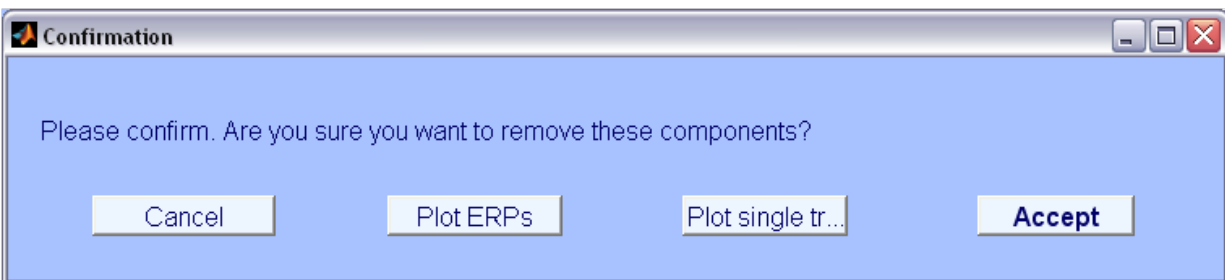 Confirmation
Please confirm. Are you sure you want to remove these components?
Cancel Plot ERPs Plot single tr... Accept